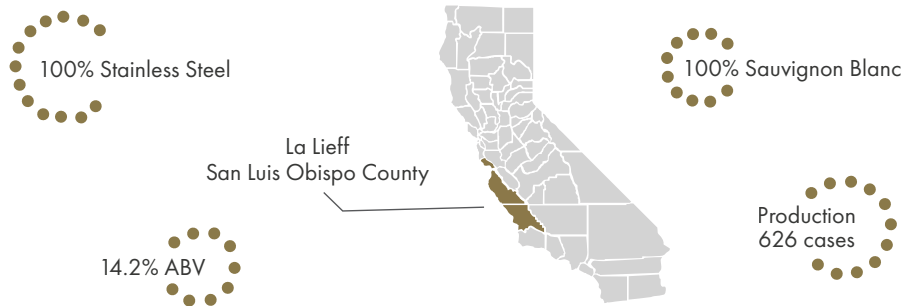 100% Stainless Steel
100% Sauvignon Blanc
La Lieff
San Luis Obispo County
Production
626 cases
14.2% ABV